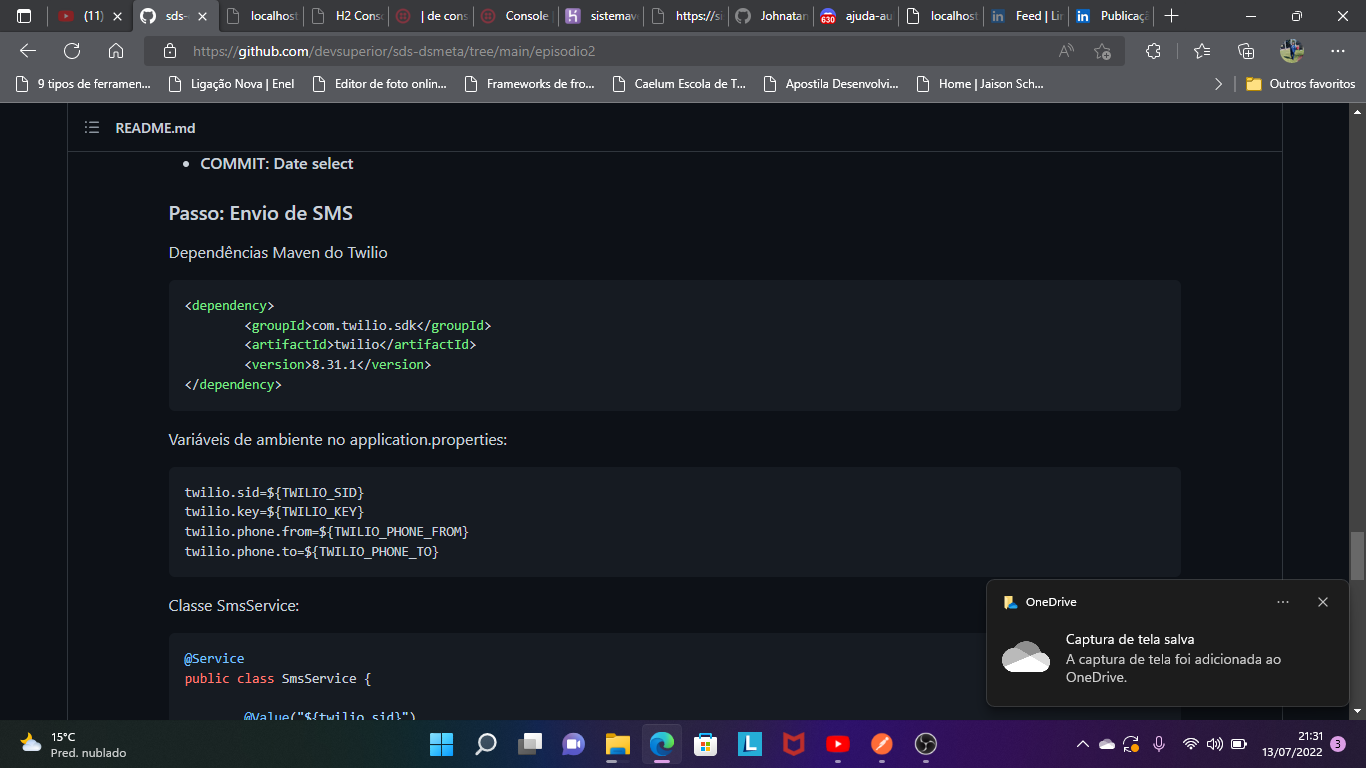 (11)
sds-
localhost
H2 Cons
| de cons
Console
sistemave
https://si
Johnatan
ajuda-au
localhost
Feed | Lin
Publicaçã
https://github.com/devsuperior/sds-dsmeta/tree/main/episodio2
9 tipos de ferramen...
Ligação Nova | Enel
Editor de foto onlin...
Frameworks de fro...
Caelum Escola de T...
Apostila Desenvolvi...
Home | Jaison Sch...
Outros favoritos
README.md
COMMIT: Date select
Passo: Envio de SMS
Dependências Maven do Twilio
<dependency>
<groupId>com.twilio.sdk</groupId>
<artifactId>twilio</artifactId>
<version>8.31.1</version>
</dependency>
Variáveis de ambiente no application.properties:
twilio.sid=${TWILIO_SID}
twilio.key=${TWILIO_KEY}
twilio.phone.from=${TWILIO_PHONE_FROM}
twilio.phone.to=${TWILIO_PHONE_TO}
Classe SmsService:
@Service
public class SmsService {
@Value("${twilio.sid}")
OneDrive
Captura de tela salva
A captura de tela foi adicionada ao
OneDrive.
15°C
Pred. nublado
21:31
13/07/2022
3